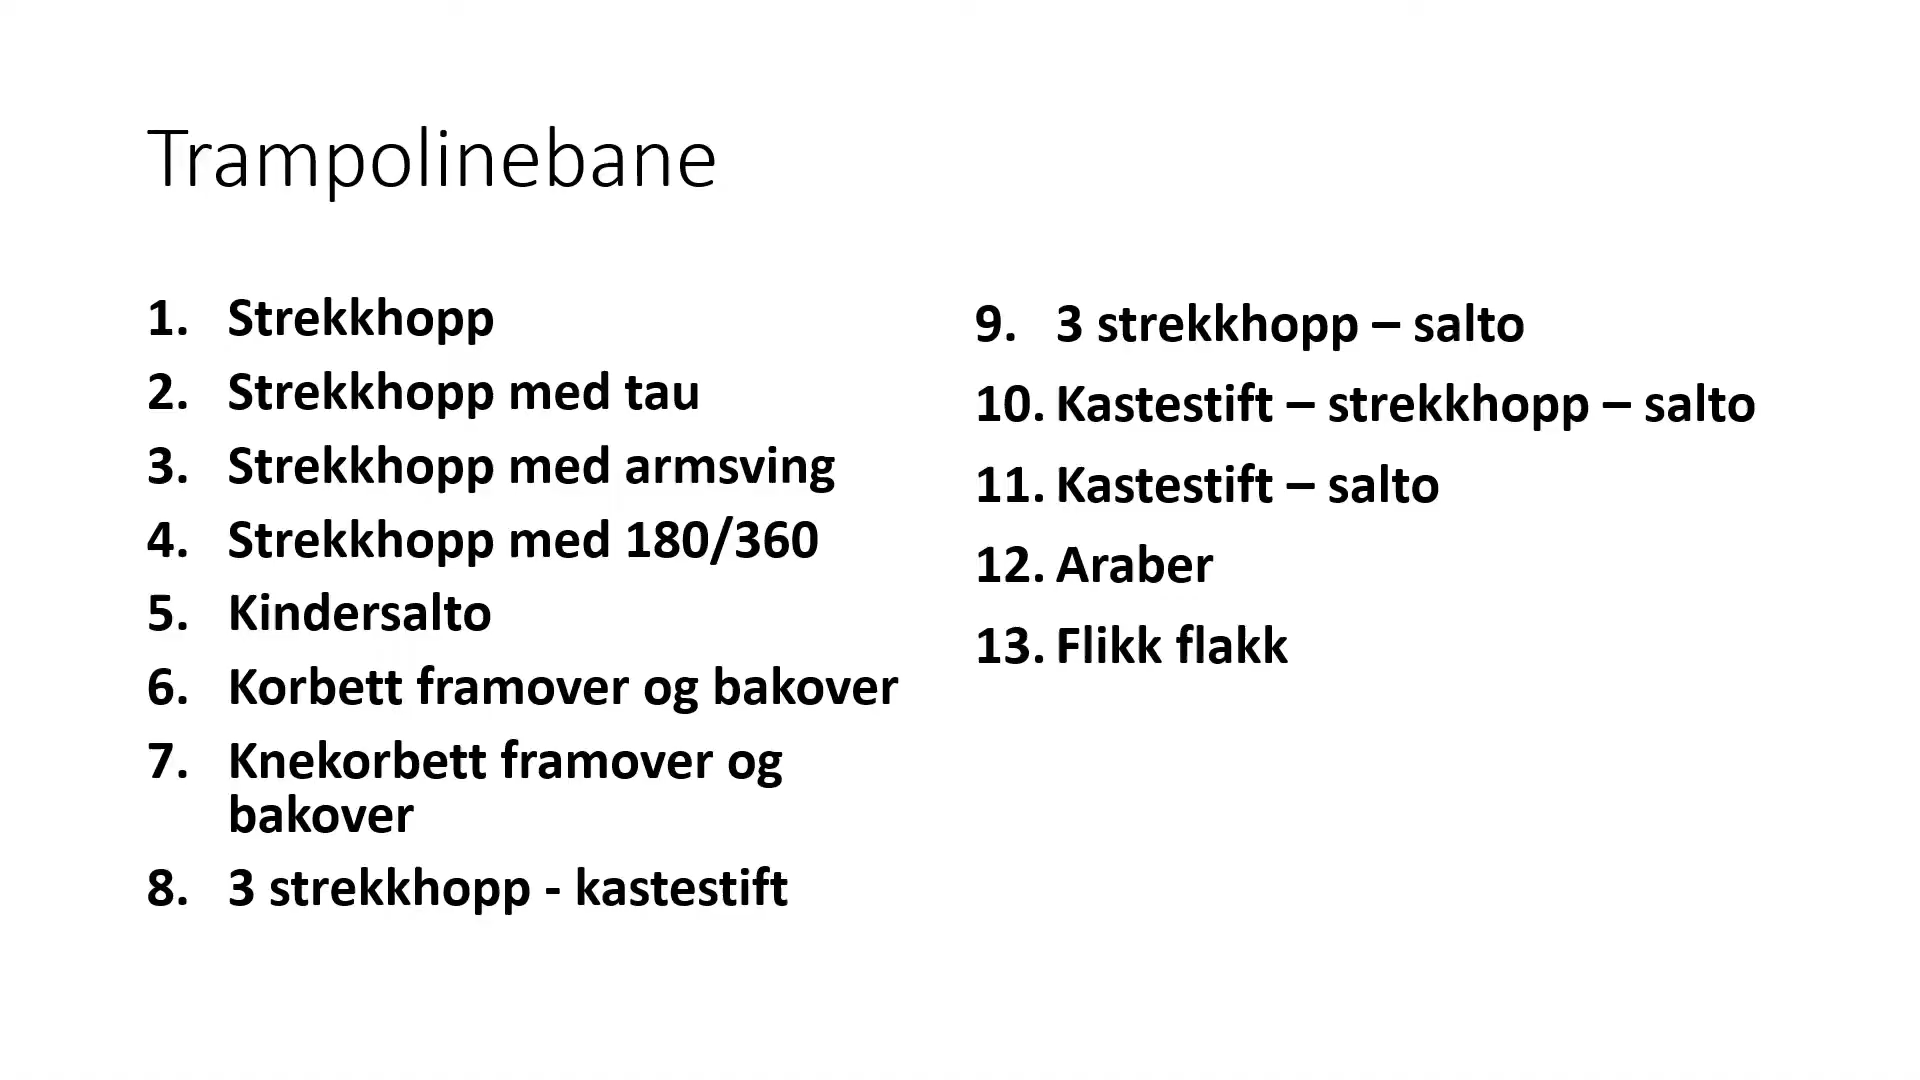 Trampolinebane
1. Strekkhopp
2. Strekkhopp med tau
3. Strekkhopp med armsving
4. Strekkhopp med 180/360
5. Kindersalto
6. Korbett framover og bakover
7. Knekorbett framover og
bakover
8. 3 strekkhopp - kastestift
9. 3 strekkhopp – salto
10. Kastestift – strekkhopp – salto
11. Kastestift – salto
12. Araber
13. Flikk flakk